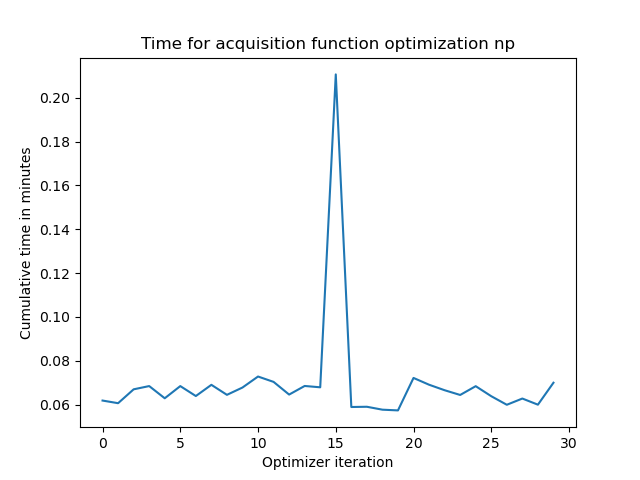 Time for acquisition function optimization np
Cumulative time in minutes
0.20
0.18
0.16
0.14
0.12
0.10
0.08
0.06
0 5 10 15 20 25 30
Optimizer iteration